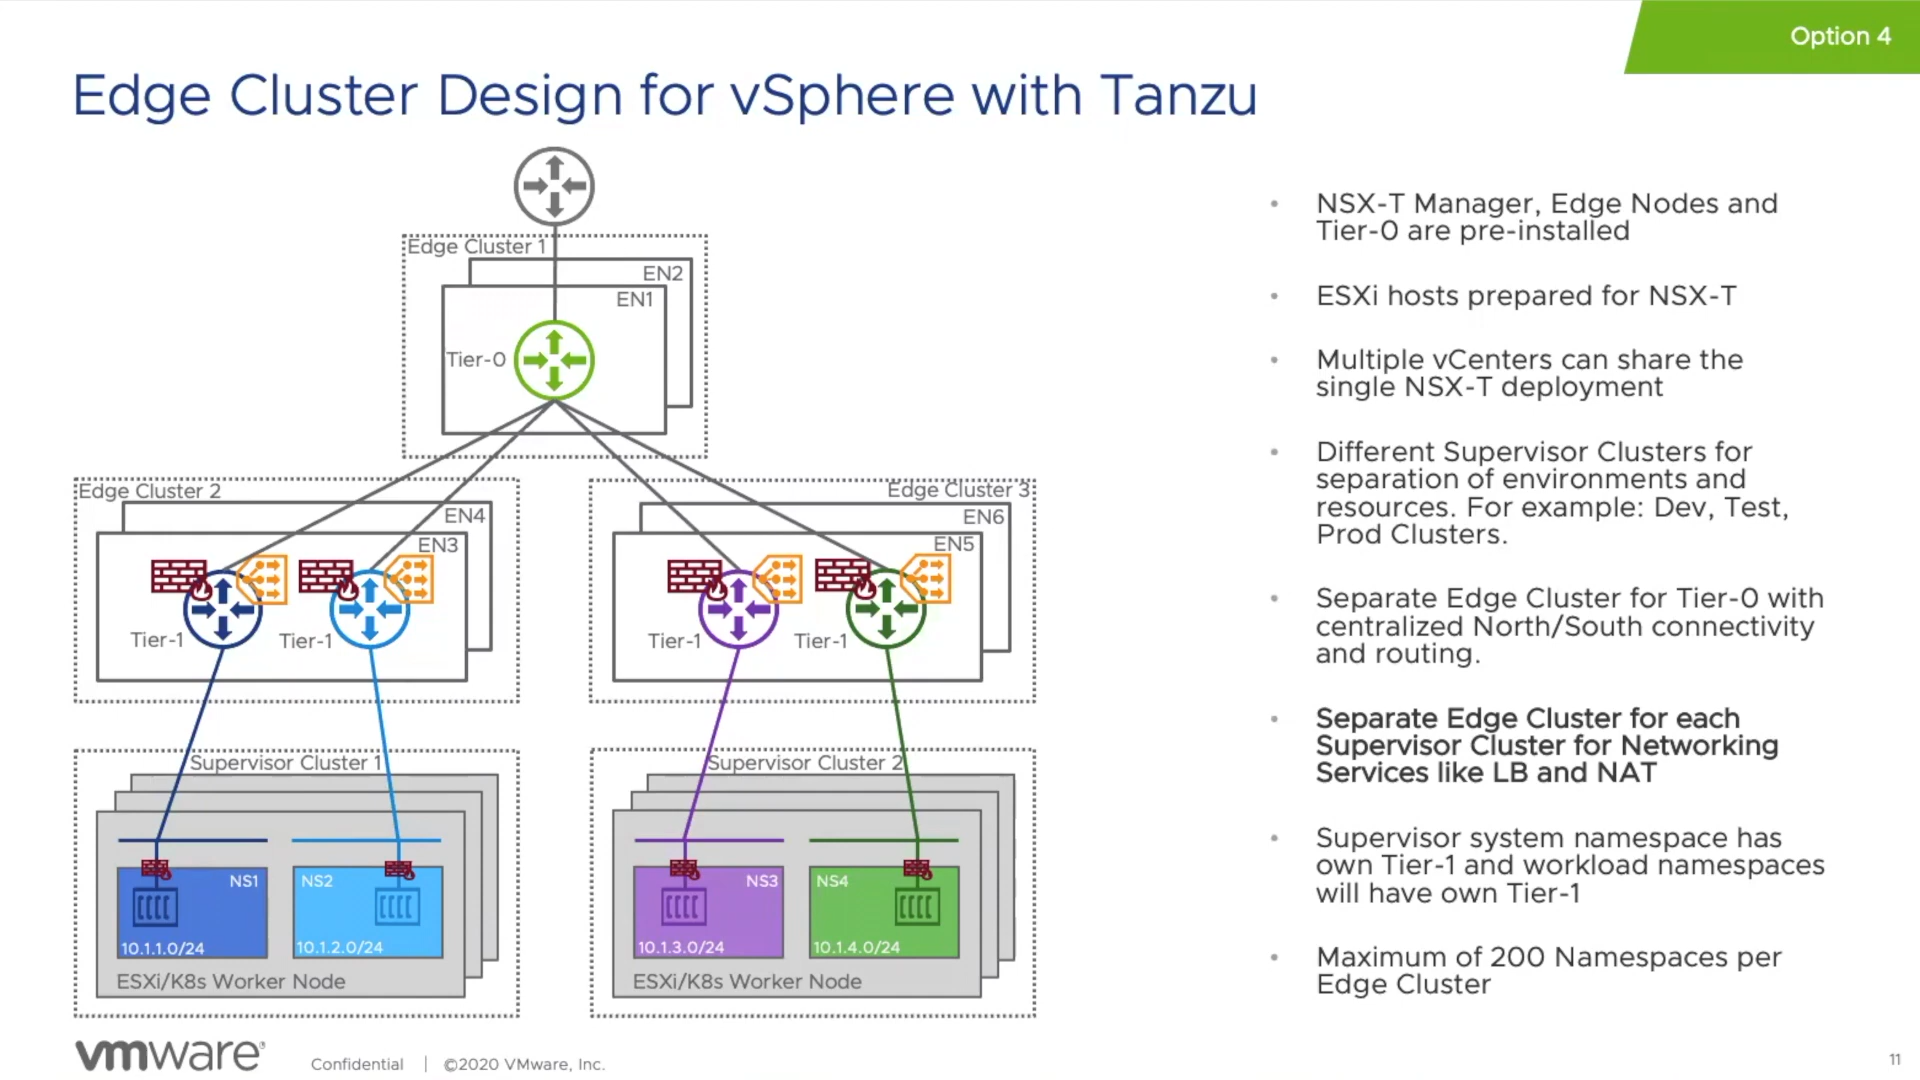 Option 4
Edge Cluster Design for vSphere with Tanzu
Edge Cluster 1
EN2
EN1
Tier-0
Edge Cluster 2
EN4
EN3
Tier-1
Tier-1
Edge Cluster 3
EN6
EN5
Tier-1
Tier-1
Supervisor Cluster 1
NS1
10.1.1.0/24
NS2
10.1.2.0/24
ESXi/K8s Worker Node
Supervisor Cluster 2
NS3
10.1.3.0/24
NS4
10.1.4.0/24
ESXi/K8s Worker Node
• NSX-T Manager, Edge Nodes and
Tier-0 are pre-installed
• ESXi hosts prepared for NSX-T
• Multiple vCenters can share the
single NSX-T deployment
• Different Supervisor Clusters for
separation of environments and
resources. For example: Dev, Test,
Prod Clusters.
• Separate Edge Cluster for Tier-0 with
centralized North/South connectivity
and routing.
• Separate Edge Cluster for each
Supervisor Cluster for Networking
Services like LB and NAT
• Supervisor system namespace has
own Tier-1 and workload namespaces
will have own Tier-1
• Maximum of 200 Namespaces per
Edge Cluster
vmware®
Confidential | ©2020 VMware, Inc.
11